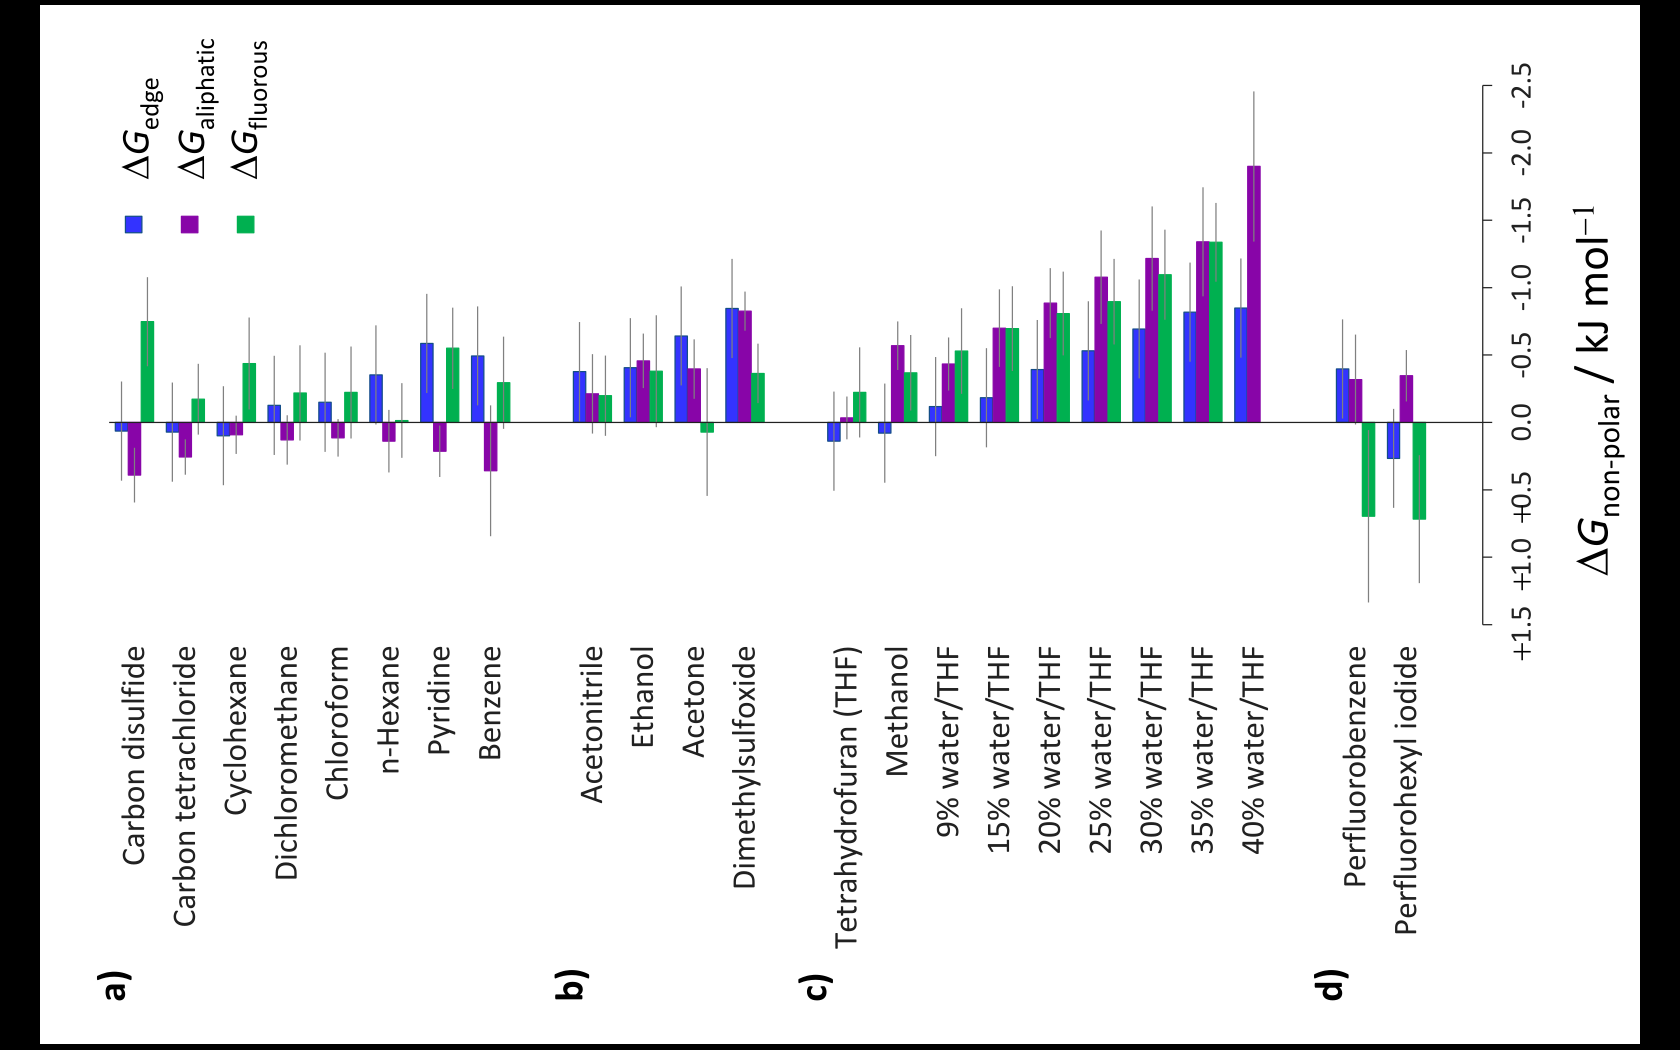 ΔGedge
ΔGaliphatic
ΔGfluorous
a)
Carbon disulfide
Carbon tetrachloride
Cyclohexane
Dichloromethane
Chloroform
n-Hexane
Pyridine
Benzene
b)
Acetonitrile
Ethanol
Acetone
Dimethylsulfoxide
c)
Tetrahydrofuran (THF)
Methanol
9% water/THF
15% water/THF
20% water/THF
25% water/THF
30% water/THF
35% water/THF
40% water/THF
d)
Perfluorobenzene
Perfluorohexyl iodide
+1.5 +1.0 +0.5 0.0 -0.5 -1.0 -1.5 -2.0 -2.5
ΔGnon-polar / kJ mol−1